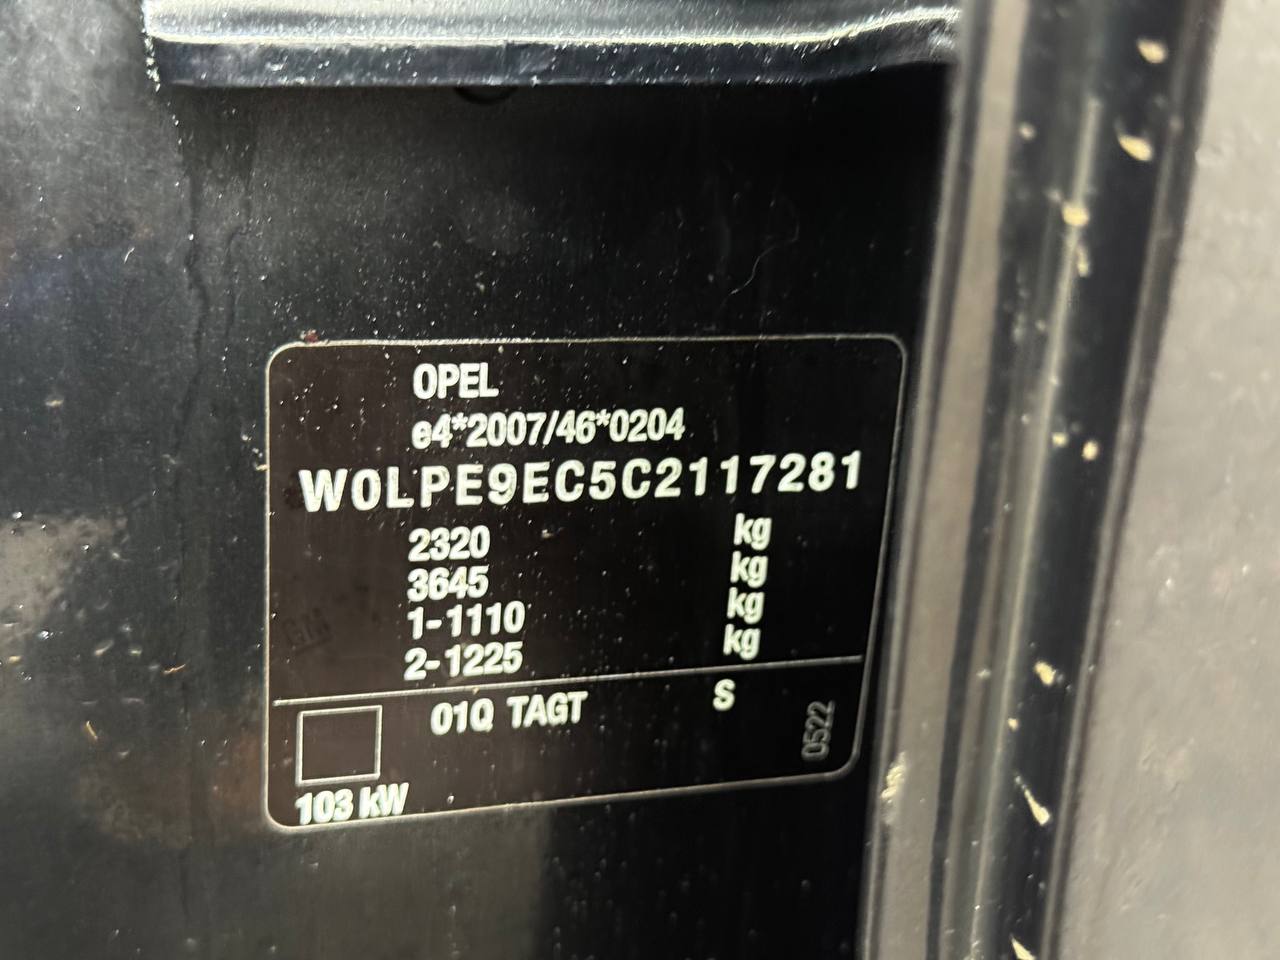 OPEL
e4*2007/46*0204
W0LPE9EC5C2117281
2320 kg
3645 kg
1-1110 kg
2-1225 kg
01Q TAGT S
0522
103 kW
GM